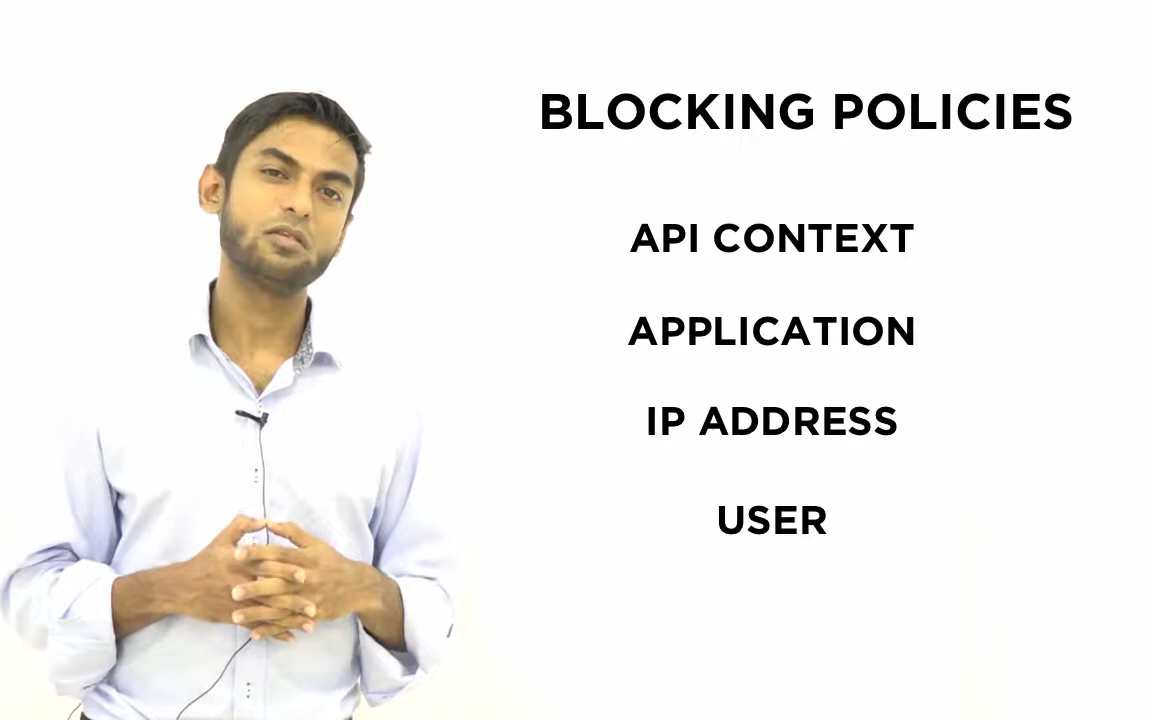 BLOCKING POLICIES
API CONTEXT
APPLICATION
IP ADDRESS
USER